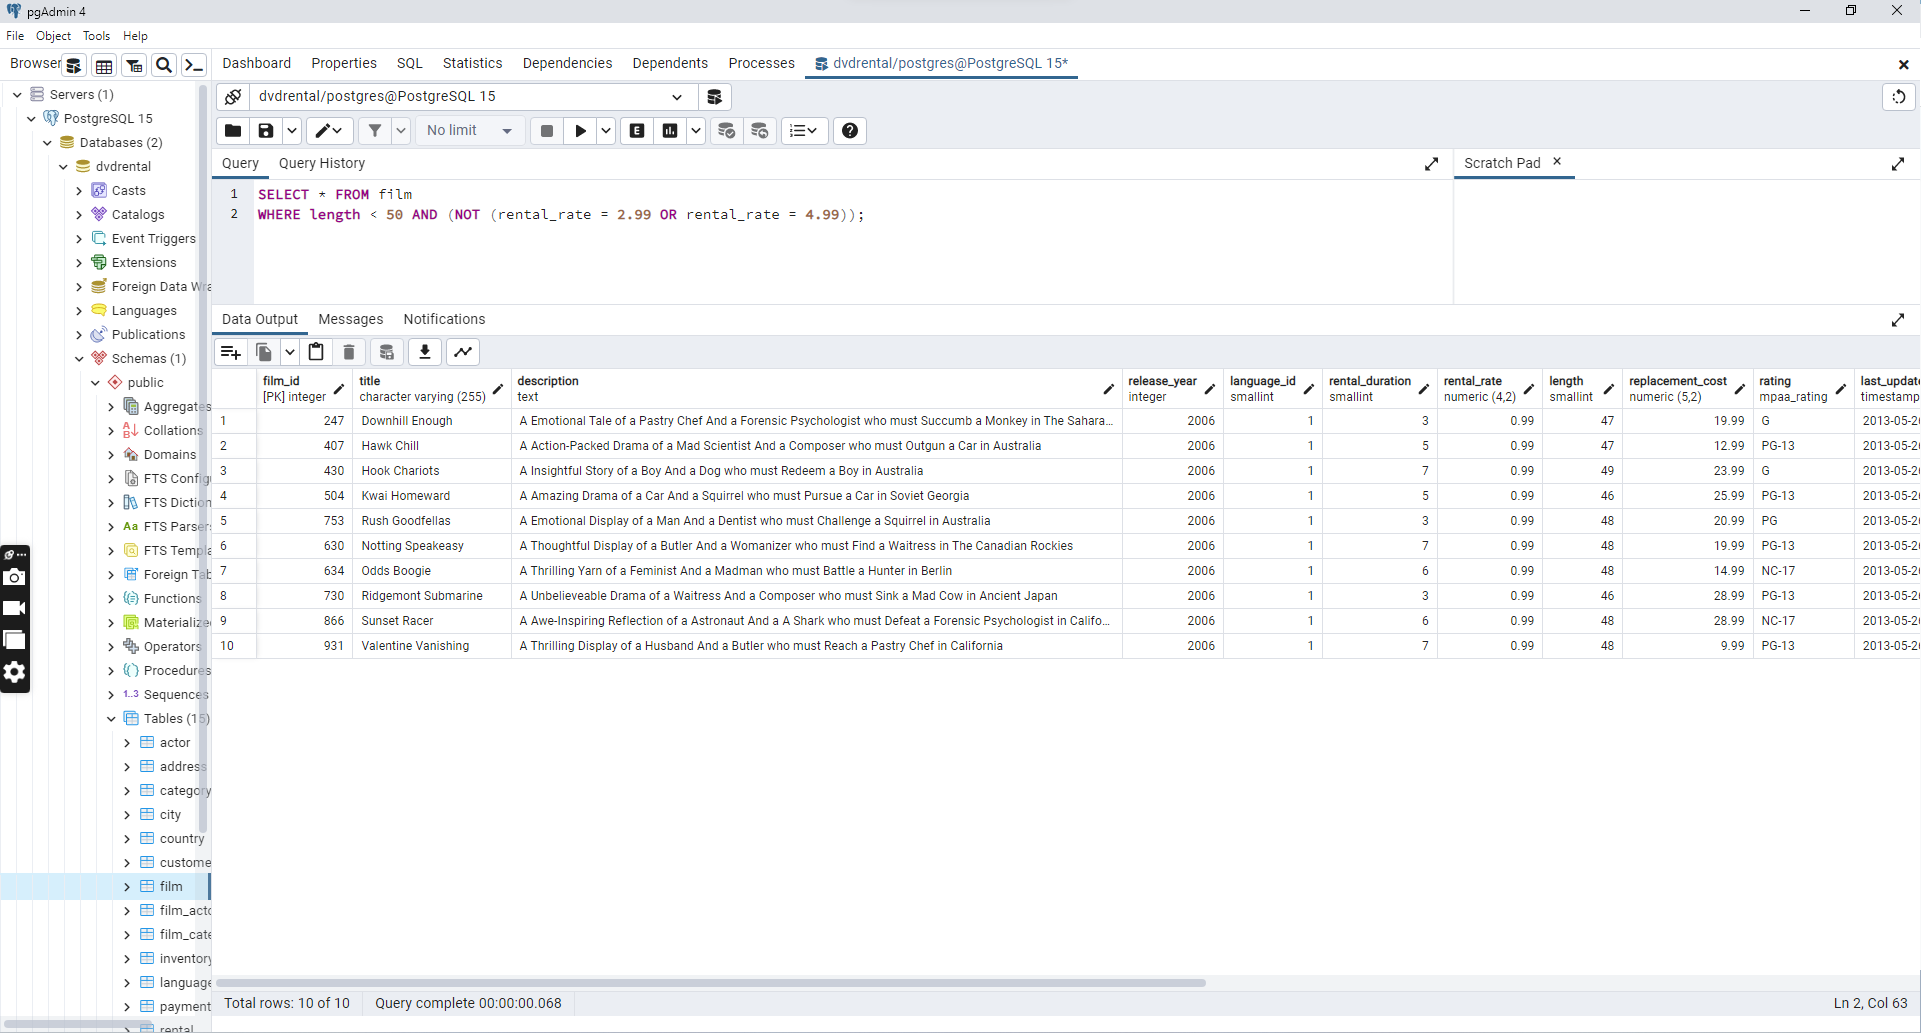 pgAdmin 4
File Object Tools Help
Browser
Dashboard Properties SQL Statistics Dependencies Dependents Processes dvdrental/postgres@PostgreSQL 15*
Servers (1)
PostgreSQL 15
Databases (2)
dvdrental
Casts
Catalogs
Event Triggers
Extensions
Foreign Data Wra
Languages
Publications
Schemas (1)
public
Aggregates
Collations
Domains
FTS Config
FTS Diction
Aa FTS Parsers
FTS Templa
Foreign Tab
Functions
Materialize
Operators
Procedures
1..3 Sequences
Tables (15)
actor
address
category
city
country
custome
film
film_acto
film_cate
inventory
language
payment
rental
dvdrental/postgres@PostgreSQL 15
No limit
E
Query Query History
Scratch Pad
1 SELECT * FROM film
2 WHERE length < 50 AND (NOT (rental_rate = 2.99 OR rental_rate = 4.99));
Data Output Messages Notifications
film_id title description release_year language_id rental_duration rental_rate length replacement_cost rating last_update
[PK] integer character varying (255) text integer smallint smallint numeric (4,2) smallint numeric (5,2) mpaa_rating timestamp
1 247 Downhill Enough A Emotional Tale of a Pastry Chef And a Forensic Psychologist who must Succumb a Monkey in The Sahara... 2006 1 3 0.99 47 19.99 G 2013-05-26
2 407 Hawk Chill A Action-Packed Drama of a Mad Scientist And a Composer who must Outgun a Car in Australia 2006 1 5 0.99 47 12.99 PG-13 2013-05-26
3 430 Hook Chariots A Insightful Story of a Boy And a Dog who must Redeem a Boy in Australia 2006 1 7 0.99 49 23.99 G 2013-05-26
4 504 Kwai Homeward A Amazing Drama of a Car And a Squirrel who must Pursue a Car in Soviet Georgia 2006 1 5 0.99 46 25.99 PG-13 2013-05-26
5 753 Rush Goodfellas A Emotional Display of a Man And a Dentist who must Challenge a Squirrel in Australia 2006 1 3 0.99 48 20.99 PG 2013-05-26
6 630 Notting Speakeasy A Thoughtful Display of a Butler And a Womanizer who must Find a Waitress in The Canadian Rockies 2006 1 7 0.99 48 19.99 PG-13 2013-05-26
7 634 Odds Boogie A Thrilling Yarn of a Feminist And a Madman who must Battle a Hunter in Berlin 2006 1 6 0.99 48 14.99 NC-17 2013-05-26
8 730 Ridgemont Submarine A Unbelieveable Drama of a Waitress And a Composer who must Sink a Mad Cow in Ancient Japan 2006 1 3 0.99 46 28.99 PG-13 2013-05-26
9 866 Sunset Racer A Awe-Inspiring Reflection of a Astronaut And a A Shark who must Defeat a Forensic Psychologist in Califo... 2006 1 6 0.99 48 28.99 NC-17 2013-05-26
10 931 Valentine Vanishing A Thrilling Display of a Husband And a Butler who must Reach a Pastry Chef in California 2006 1 7 0.99 48 9.99 PG-13 2013-05-26
Total rows: 10 of 10 Query complete 00:00:00.068
Ln 2, Col 63